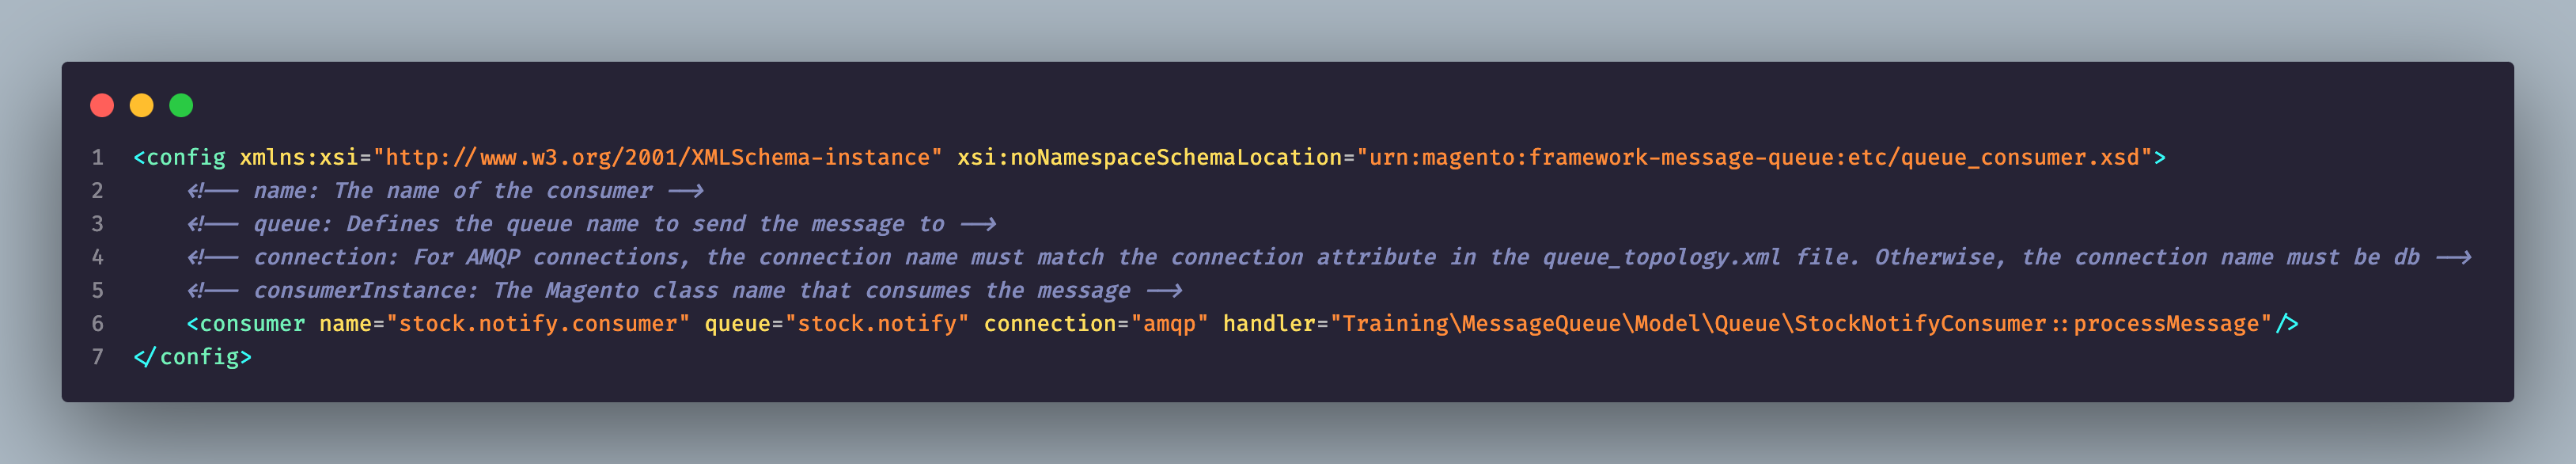 1 <config xmlns:xsi="http://www.w3.org/2001/XMLSchema-instance" xsi:noNamespaceSchemaLocation="urn:magento:framework-message-queue:etc/queue_consumer.xsd">
2     <!-- name: The name of the consumer -->
3     <!-- queue: Defines the queue name to send the message to -->
4     <!-- connection: For AMQP connections, the connection name must match the connection attribute in the queue_topology.xml file. Otherwise, the connection name must be db -->
5     <!-- consumerInstance: The Magento class name that consumes the message -->
6     <consumer name="stock.notify.consumer" queue="stock.notify" connection="amqp" handler="Training\MessageQueue\Model\Queue\StockNotifyConsumer::processMessage"/>
7 </config>